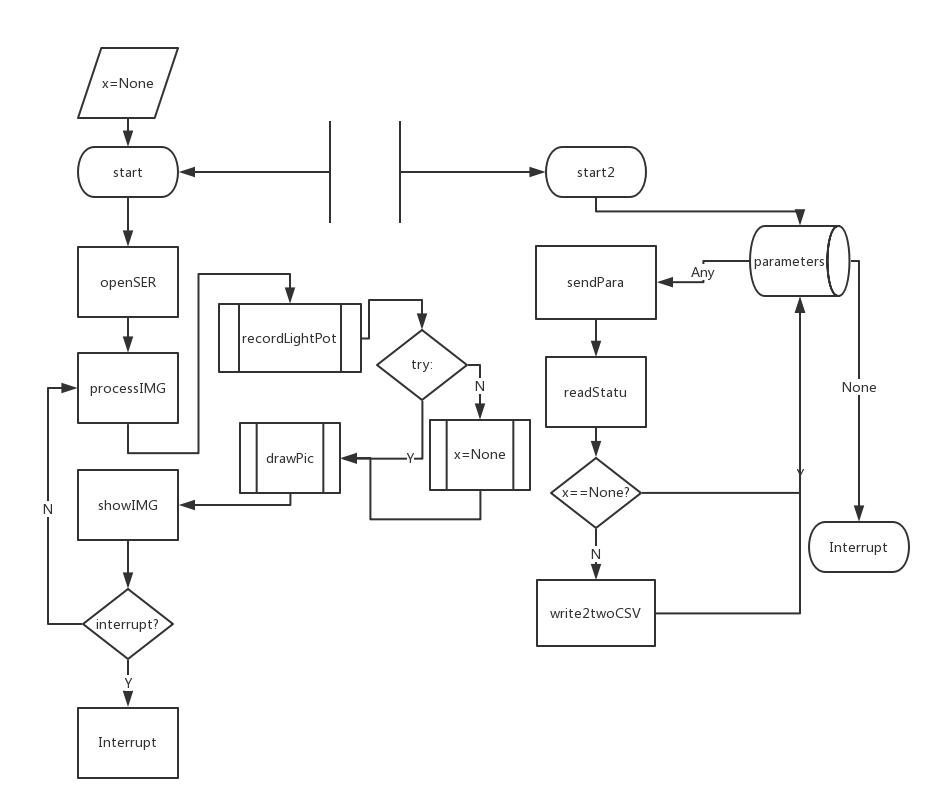 x=None
start
start2
openSER
sendPara
parameters
Any
recordLightPot
try:
processIMG
readStatu
None
N
drawPic
Y
x=None
showIMG
x==None?
Y
N
N
Interrupt
interrupt?
write2twoCSV
Y
Interrupt